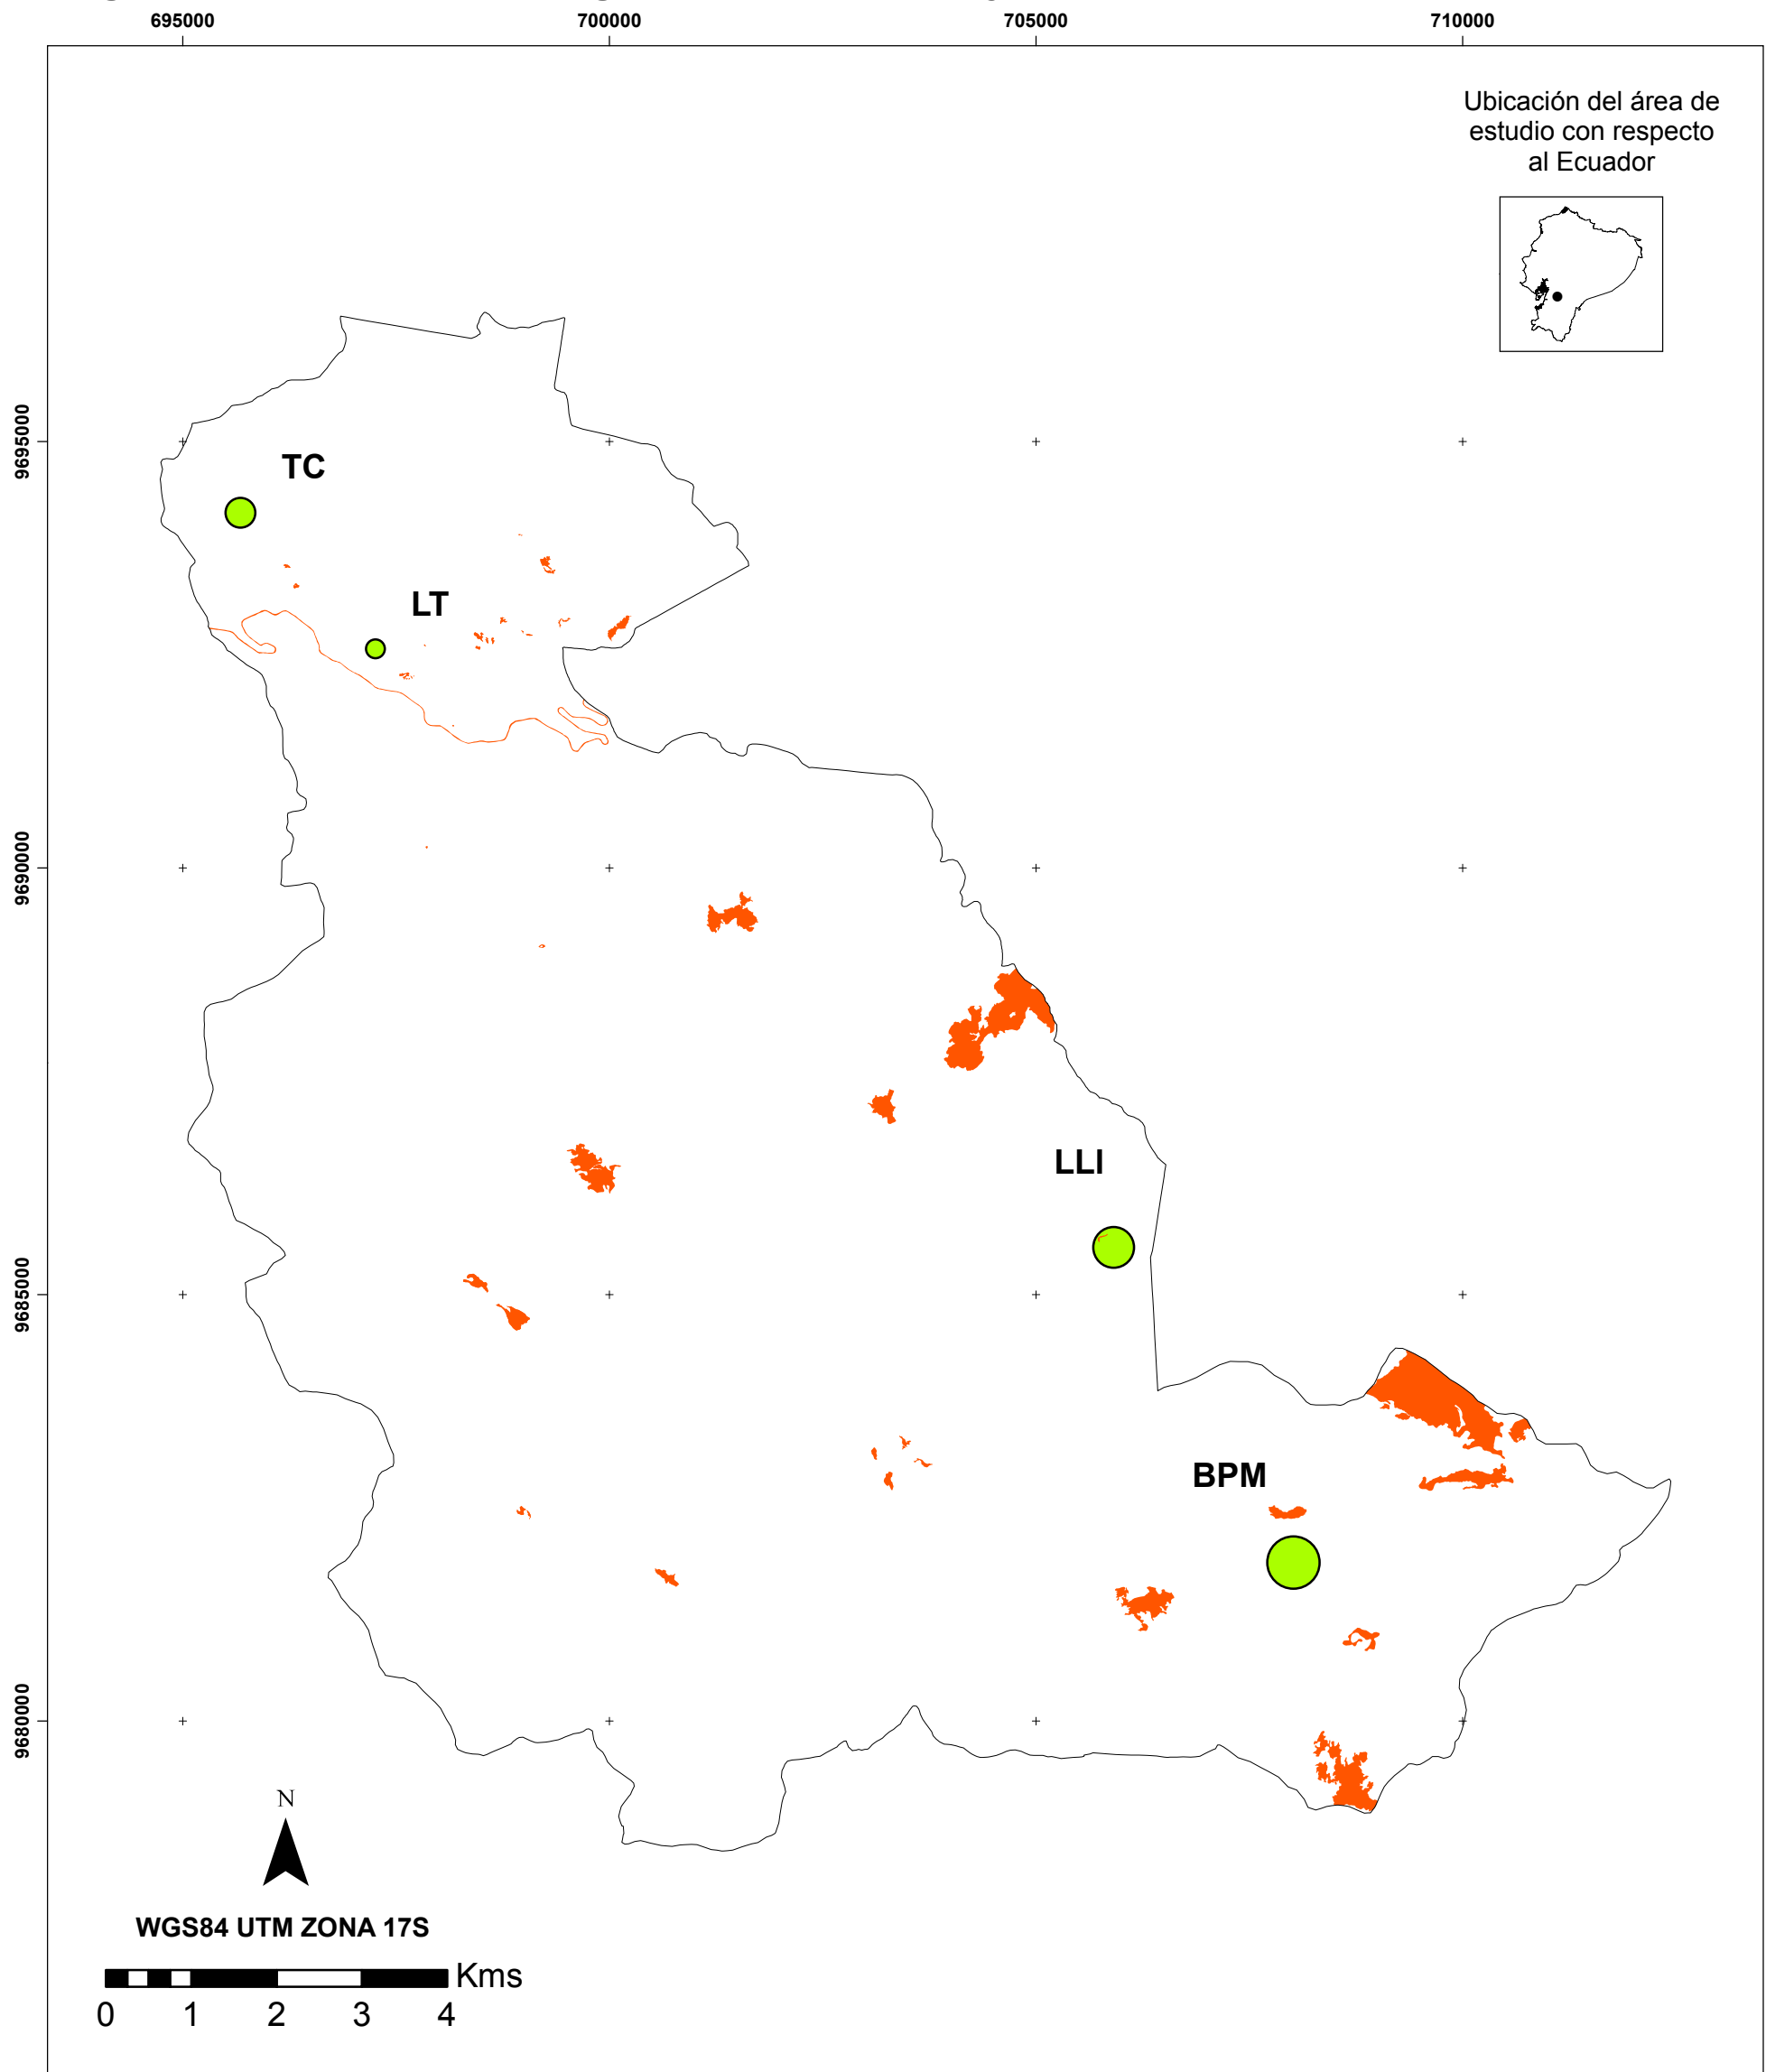 695000
700000
705000
710000
Ubicación del área de
estudio con respecto
al Ecuador
9695000
TC
LT
9690000
LLI
9685000
BPM
9680000
N
WGS84 UTM ZONA 17S
Kms
0 1 2 3 4